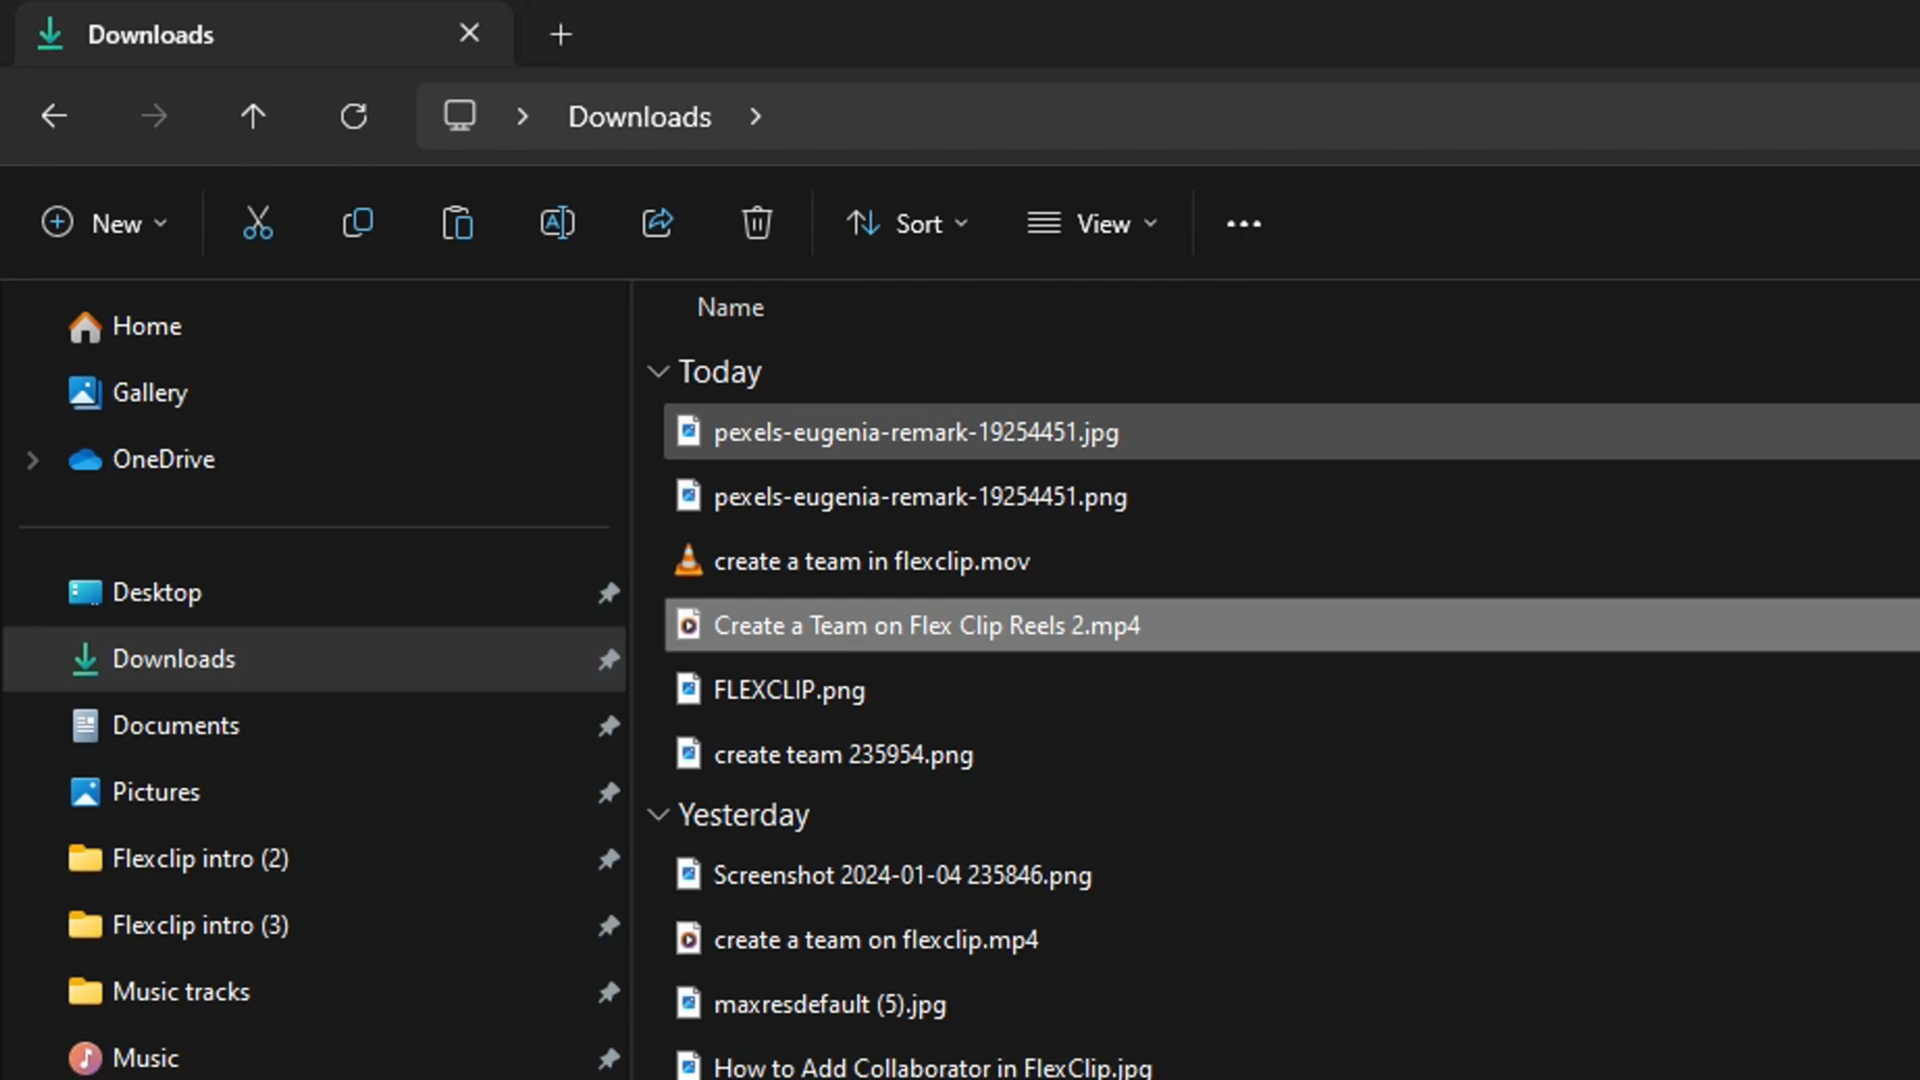 Downloads
Downloads
New
Sort
View
Home
Gallery
OneDrive
Desktop
Downloads
Documents
Pictures
Flexclip intro (2)
Flexclip intro (3)
Music tracks
Music
Name
Today
pexels-eugenia-remark-19254451.jpg
pexels-eugenia-remark-19254451.png
create a team in flexclip.mov
Create a Team on Flex Clip Reels 2.mp4
FLEXCLIP.png
create team 235954.png
Yesterday
Screenshot 2024-01-04 235846.png
create a team on flexclip.mp4
maxresdefault (5).jpg
How to Add Collaborator in FlexClip.jpg